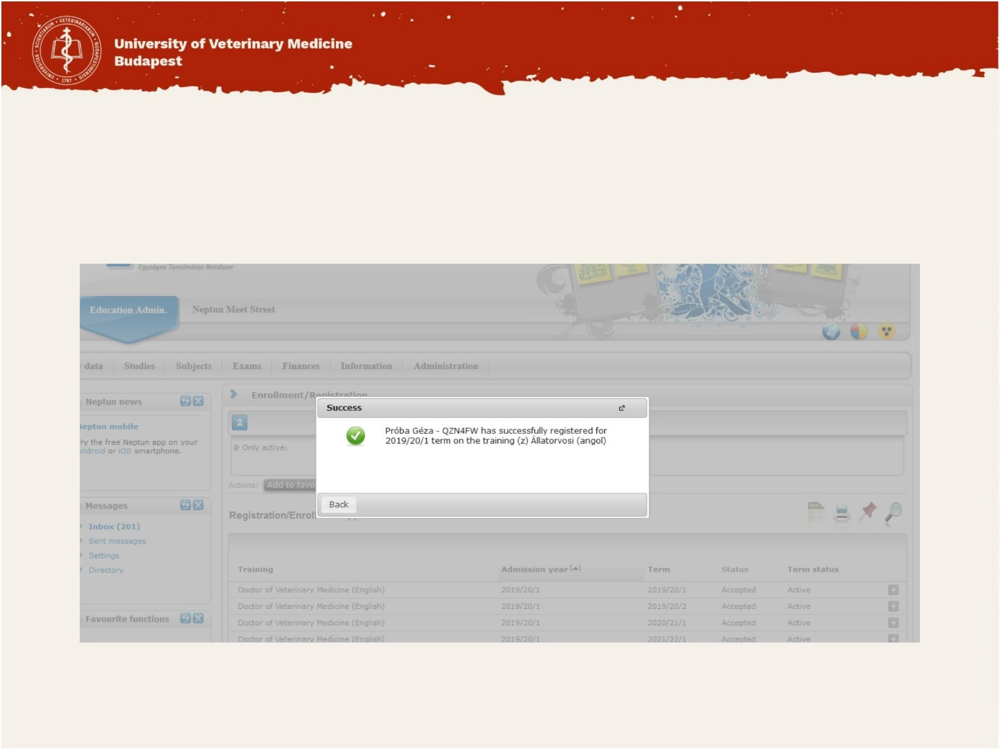 University of Veterinary Medicine
Budapest
Egységes Tanulmányi Rendszer
Education Admin.
Neptun Meet Street
data
Studies
Subjects
Exams
Finances
Information
Administration
Neptun news
Neptun mobile
Try the free Neptun app on your
Android or iOS smartphone.
Messages
Inbox (201)
Sent messages
Settings
Directory
Favourite functions
Enrollment/Registration
Only active:
Actions: Add to favo
Registration/Enrol
Success
Próba Géza - QZN4FW has successfully registered for
2019/20/1 term on the training (z) Állatorvosi (angol)
Back
Training Admission year Term Status Term status
Doctor of Veterinary Medicine (English) 2019/20/1 2019/20/1 Accepted Active
Doctor of Veterinary Medicine (English) 2019/20/1 2019/20/2 Accepted Active
Doctor of Veterinary Medicine (English) 2019/20/1 2020/21/1 Accepted Active
Doctor of Veterinary Medicine (English) 2019/20/1 2021/22/1 Accepted Active